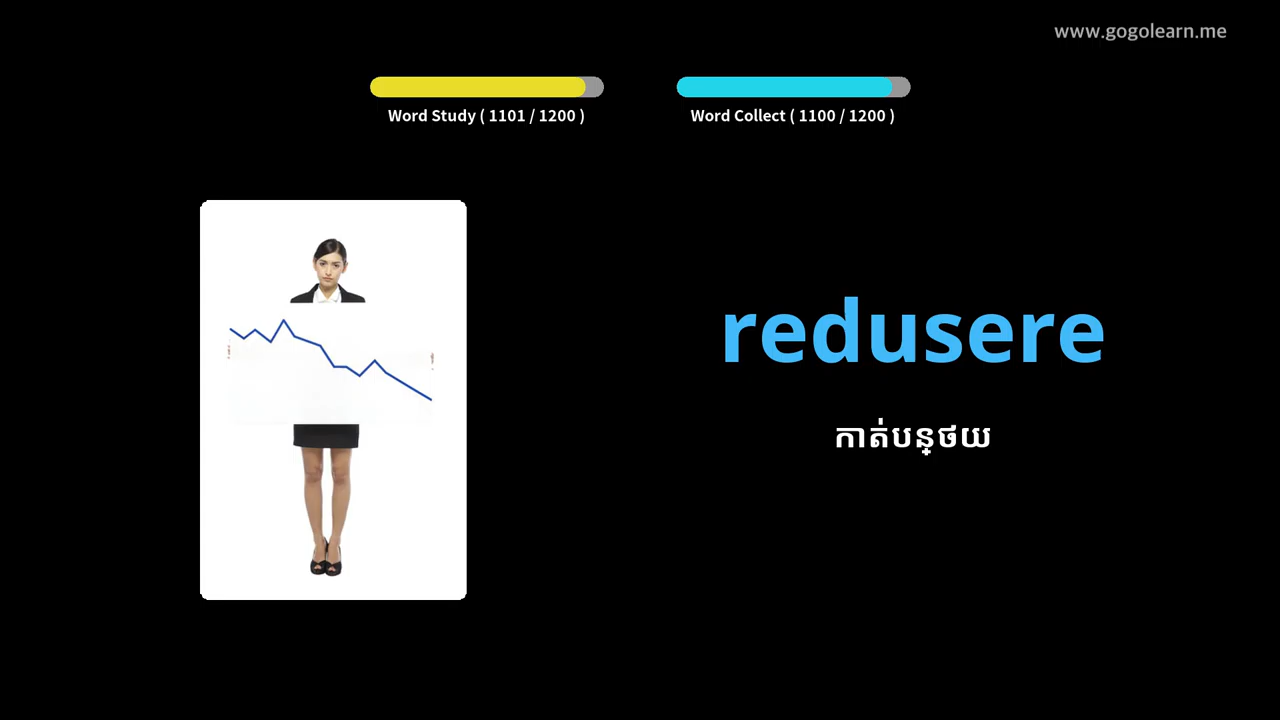 www.gogolearn.me
Word Study ( 1101 / 1200 )
Word Collect ( 1100 / 1200 )
redusere
កាត់បន្ថយ